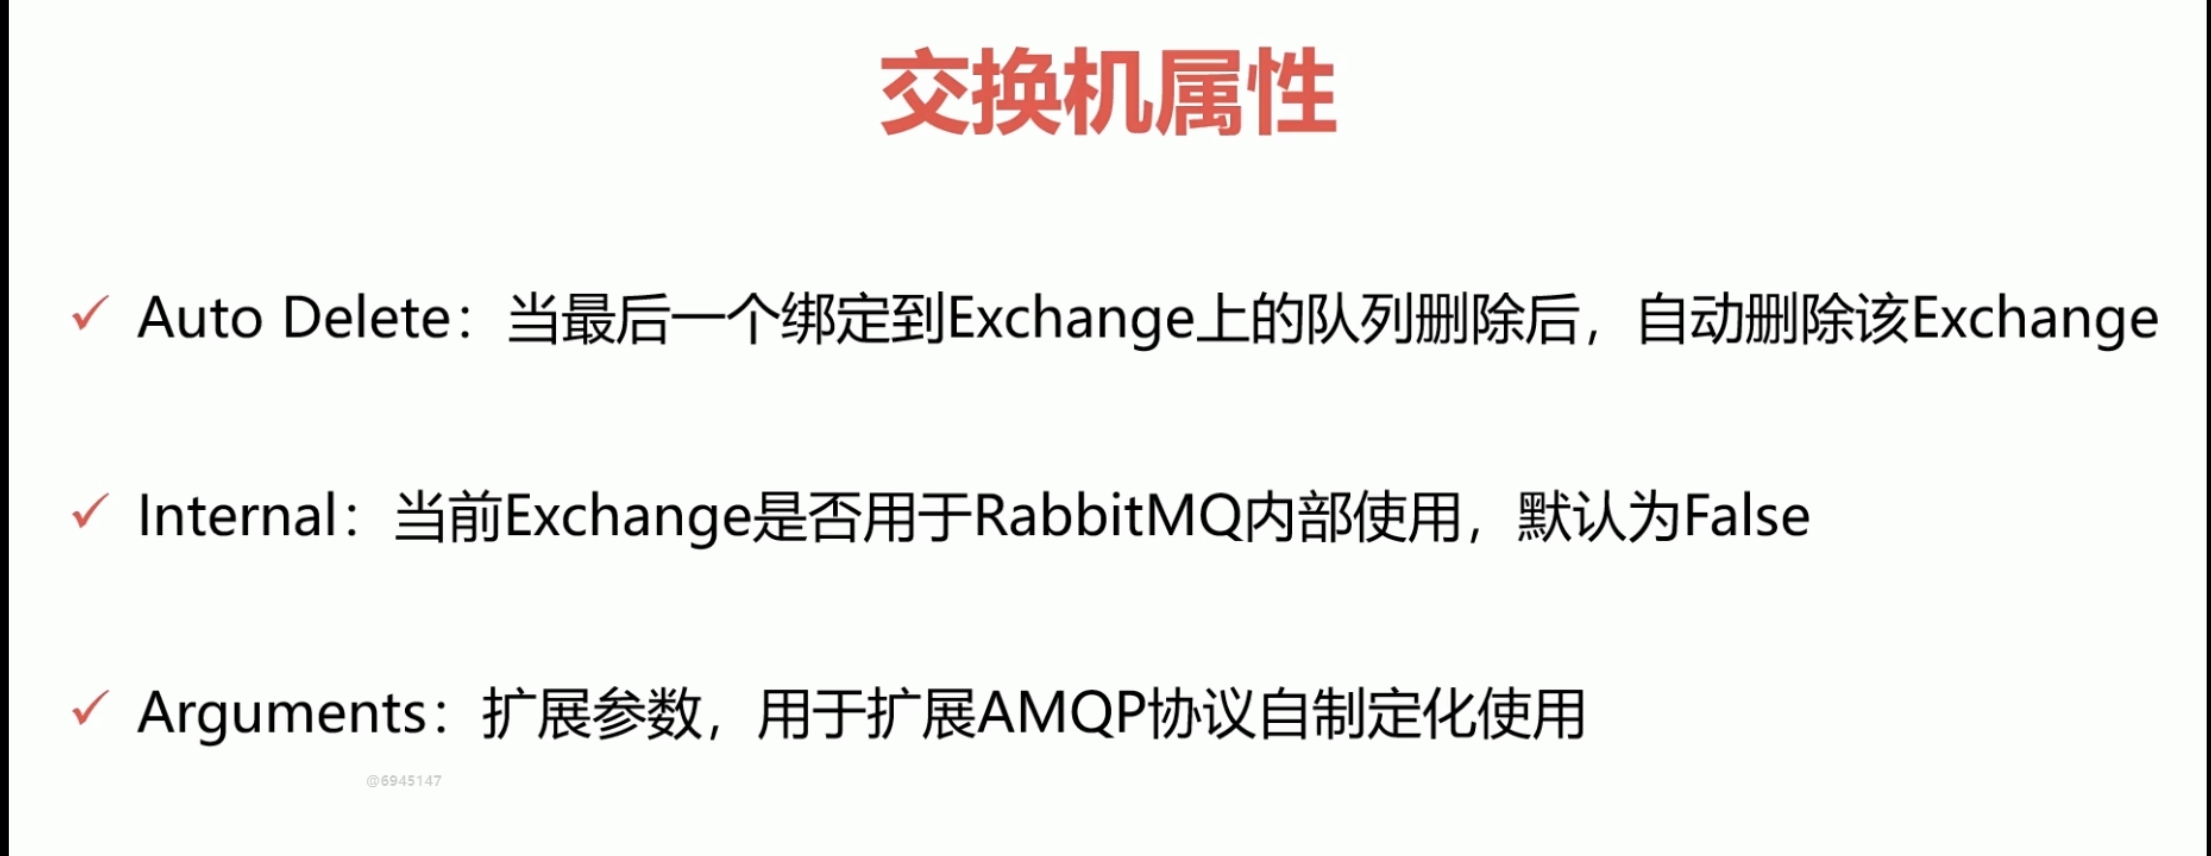 交换机属性
Auto Delete：当最后一个绑定到Exchange上的队列删除后，自动删除该Exchange
Internal：当前Exchange是否用于RabbitMQ内部使用，默认为False
Arguments：扩展参数，用于扩展AMQP协议自制定化使用
@6945147